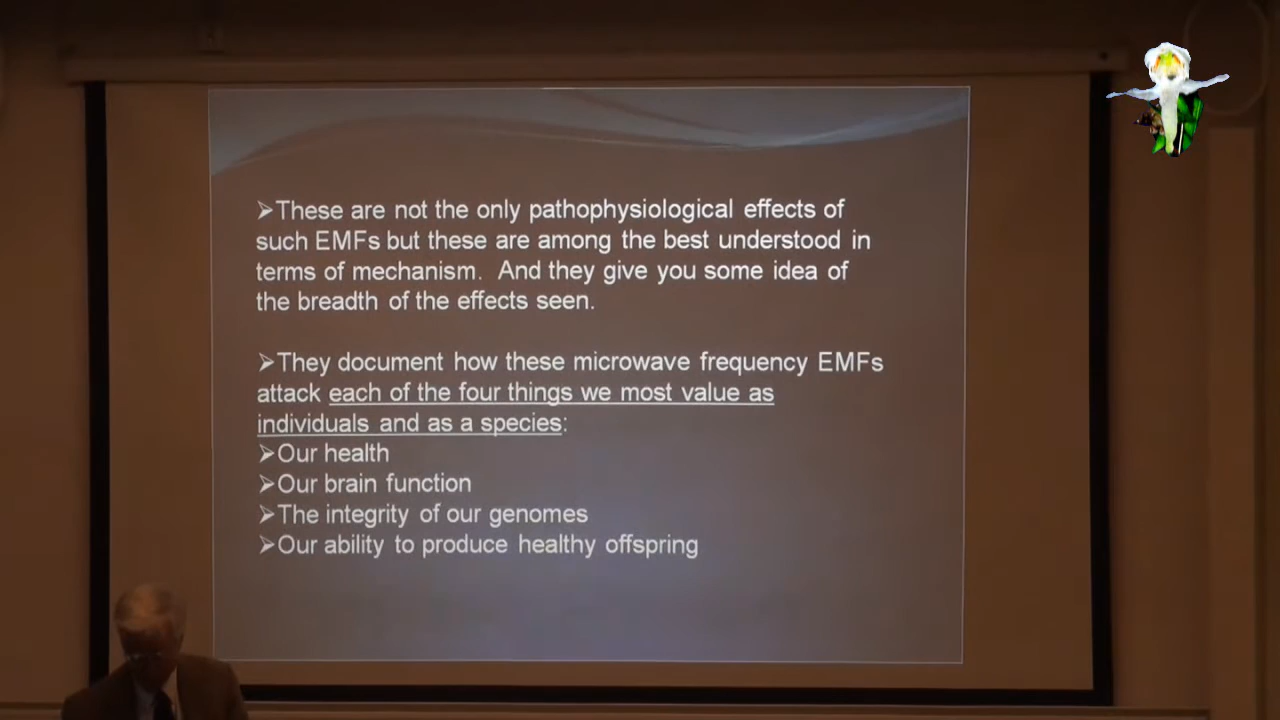 ➢These are not the only pathophysiological effects of
such EMFs but these are among the best understood in
terms of mechanism. And they give you some idea of
the breadth of the effects seen.
➢They document how these microwave frequency EMFs
attack each of the four things we most value as
individuals and as a species:
➢Our health
➢Our brain function
➢The integrity of our genomes
➢Our ability to produce healthy offspring